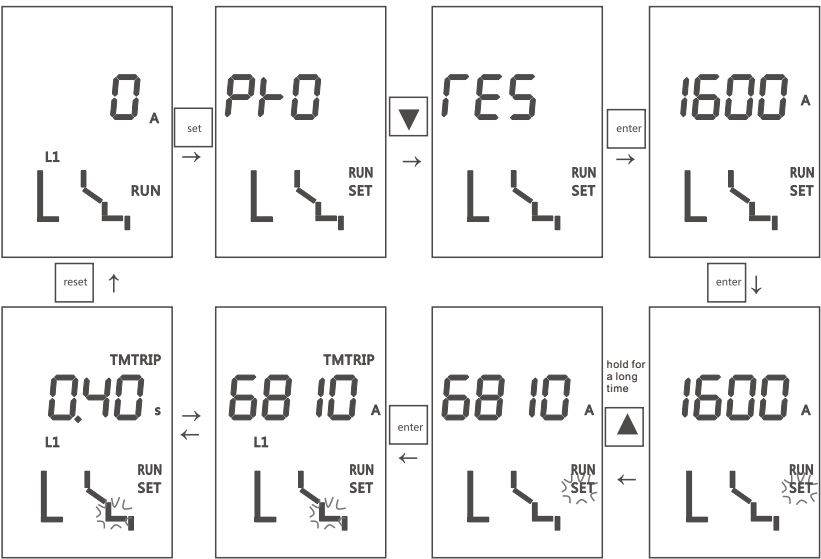 0 A
L1
RUN
set
PrO
RUN
SET
▼
rES
RUN
SET
enter
1600 A
RUN
SET
enter
1600 A
RUN
SET
hold for
a long
time
▲
6810 A
RUN
SET
enter
TMTRIP
6810 A
L1
RUN
SET
TMTRIP
0.40 s
L1
RUN
SET
reset